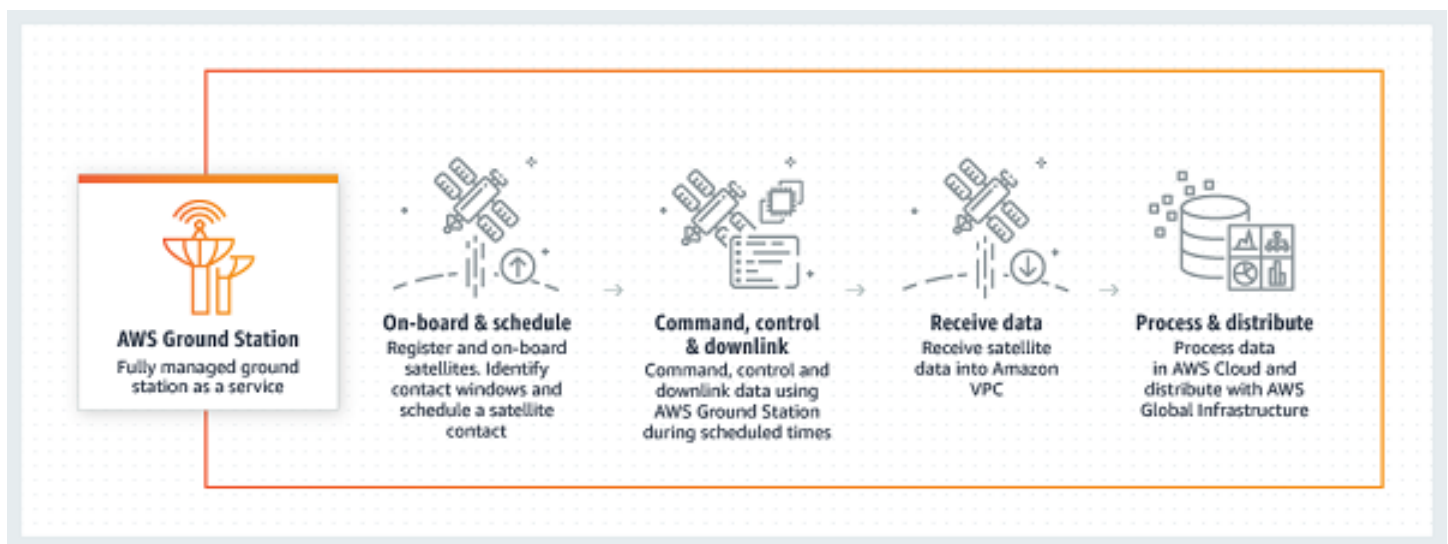 AWS Ground Station
Fully managed ground
station as a service
On-board & schedule
Register and on-board
satellites. Identify
contact windows and
schedule a satellite
contact
Command, control
& downlink
Command, control and
downlink data using
AWS Ground Station
during scheduled times
Receive data
Receive satellite
data into Amazon
VPC
Process & distribute
Process data
in AWS Cloud and
distribute with AWS
Global Infrastructure